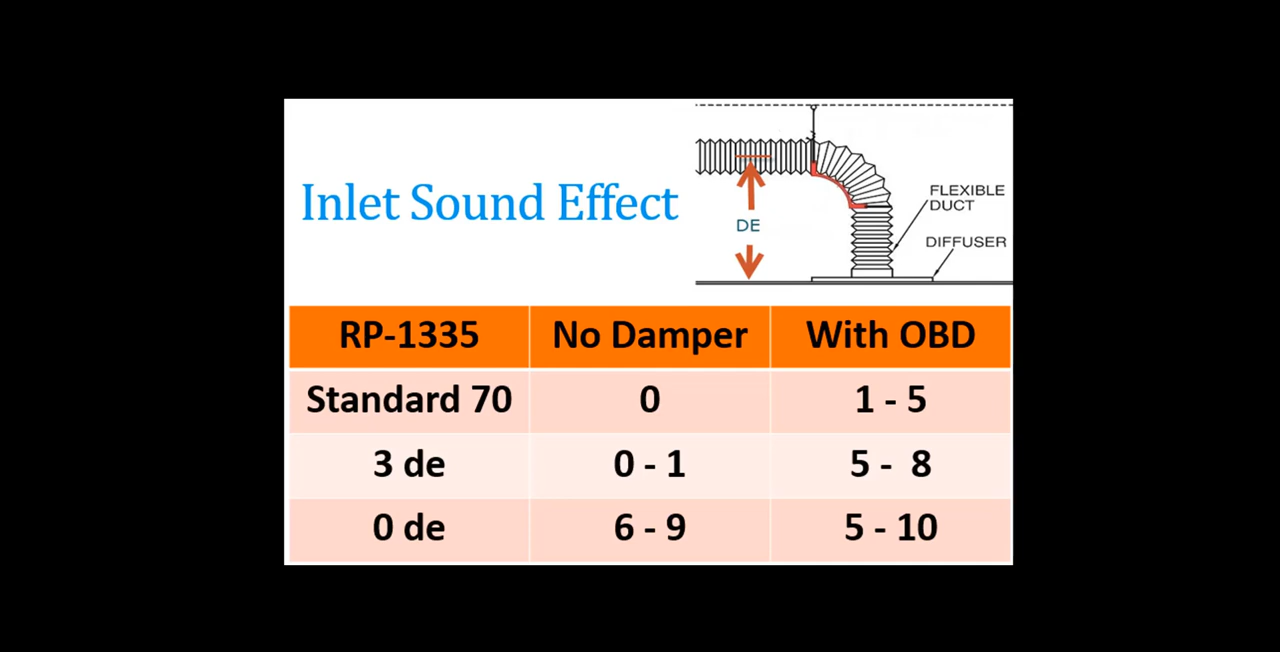 Inlet Sound Effect
DE
FLEXIBLE
DUCT
DIFFUSER
RP-1335 No Damper With OBD
Standard 70 0 1 - 5
3 de 0 - 1 5 - 8
0 de 6 - 9 5 - 10